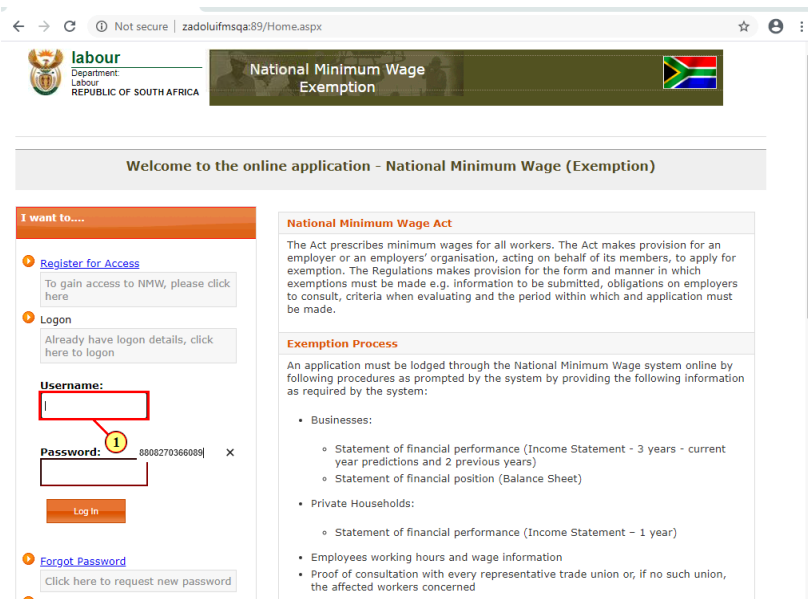 Not secure | zadoluifmsqa:89/Home.aspx
labour
Department:
Labour
REPUBLIC OF SOUTH AFRICA
National Minimum Wage
Exemption
Welcome to the online application - National Minimum Wage (Exemption)
I want to....
Register for Access
To gain access to NMW, please click
here
Logon
Already have logon details, click
here to logon
Username:
1
Password:
8808270366089
Log In
Forgot Password
Click here to request new password
National Minimum Wage Act
The Act prescribes minimum wages for all workers. The Act makes provision for an
employer or an employers' organisation, acting on behalf of its members, to apply for
exemption. The Regulations makes provision for the form and manner in which
exemptions must be made e.g. information to be submitted, obligations on employers
to consult, criteria when evaluating and the period within which and application must
be made.
Exemption Process
An application must be lodged through the National Minimum Wage system online by
following procedures as prompted by the system by providing the following information
as required by the system:
• Businesses:
◦ Statement of financial performance (Income Statement - 3 years - current
year predictions and 2 previous years)
◦ Statement of financial position (Balance Sheet)
• Private Households:
◦ Statement of financial performance (Income Statement – 1 year)
• Employees working hours and wage information
• Proof of consultation with every representative trade union or, if no such union,
the affected workers concerned